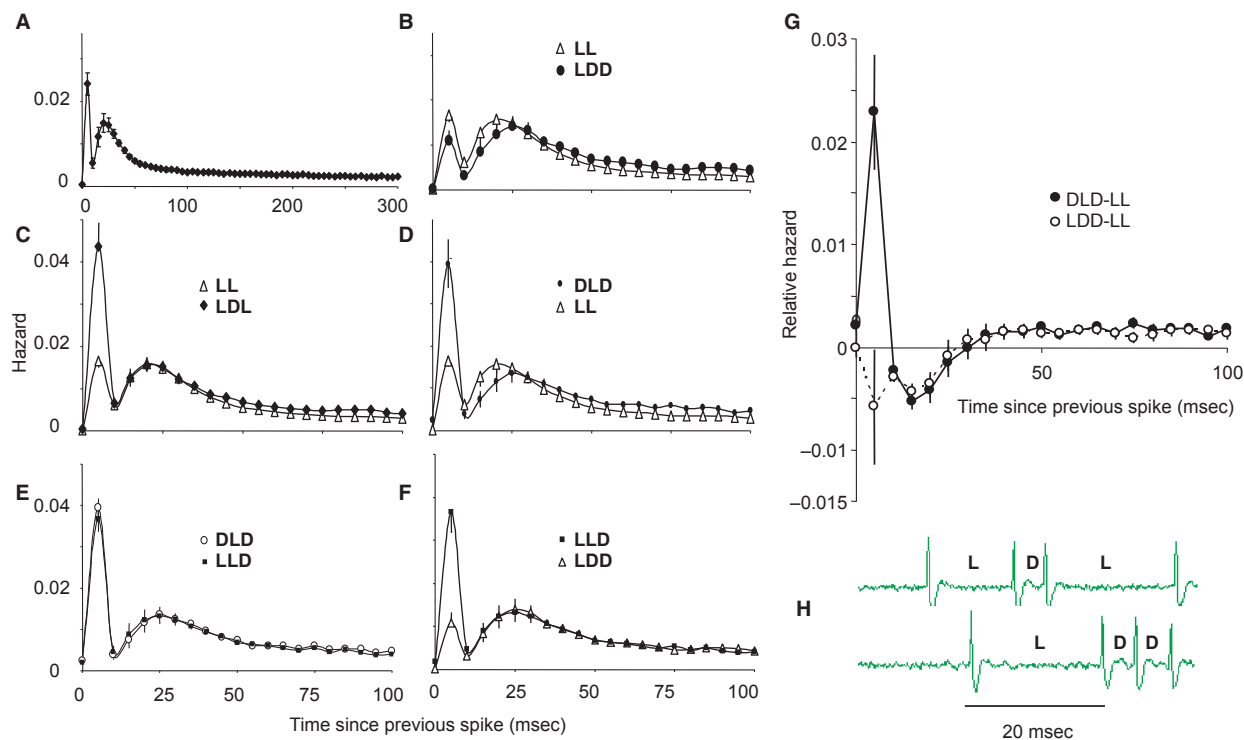 A
0.02
0
0
100
200
300
B
LL
LDD
C
0.04
0.02
0
LL
LDL
Hazard
D
DLD
LL
E
0.04
0.02
0
DLD
LLD
0
25
50
75
100
F
LLD
LDD
0
25
50
75
100
Time since previous spike (msec)
G
0.03
0.02
0.01
0
–0.01
–0.015
Relative hazard
DLD-LL
LDD-LL
50
100
Time since previous spike (msec)
H
L D L
L D D
20 msec